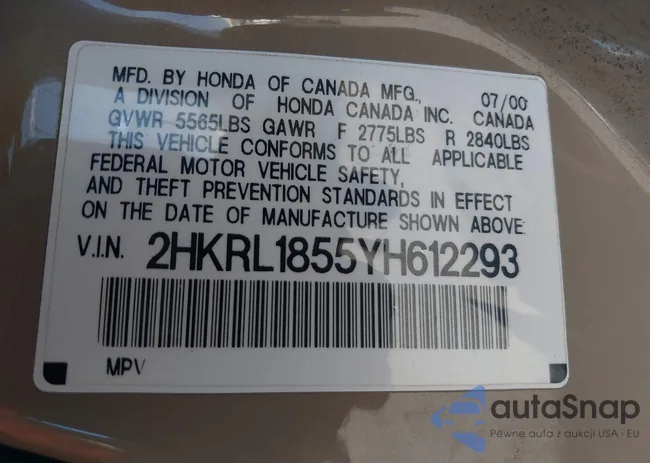 MFD. BY HONDA OF CANADA MFG., 07/00
A DIVISION OF HONDA CANADA INC. CANADA
GVWR 5565LBS GAWR F 2775LBS R 2840LBS
THIS VEHICLE CONFORMS TO ALL APPLICABLE
FEDERAL MOTOR VEHICLE SAFETY,
AND THEFT PREVENTION STANDARDS IN EFFECT
ON THE DATE OF MANUFACTURE SHOWN ABOVE
V.I.N. 2HKRL1855YH612293
MPV
autaSnap
Pewne auta z aukcji USA i EU